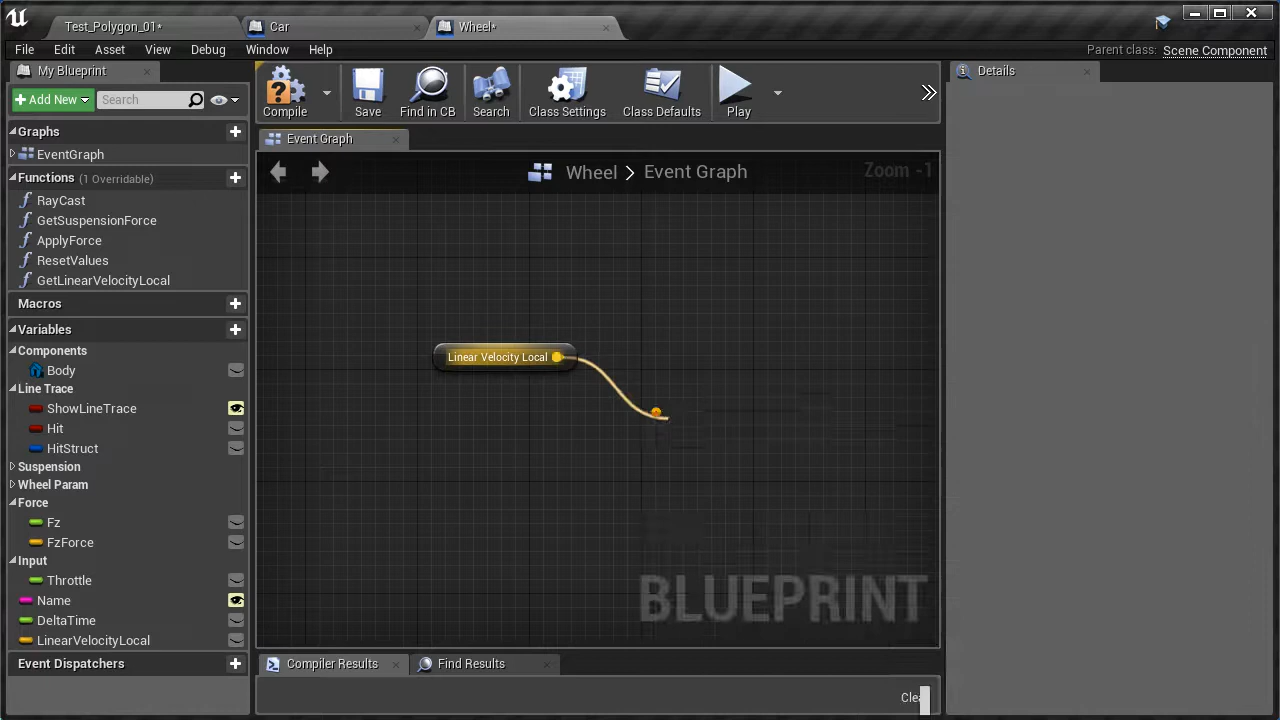 Test_Polygon_01*
Car
Wheel*
File
Edit
Asset
View
Debug
Window
Help
Parent class: Scene Component
My Blueprint
Add New
Search
Graphs
EventGraph
Functions (1 Overridable)
RayCast
GetSuspensionForce
ApplyForce
ResetValues
GetLinearVelocityLocal
Macros
Variables
Components
Body
Line Trace
ShowLineTrace
Hit
HitStruct
Suspension
Wheel Param
Force
Fz
FzForce
Input
Throttle
Name
DeltaTime
LinearVelocityLocal
Event Dispatchers
Compile
Save
Find in CB
Search
Class Settings
Class Defaults
Play
Event Graph
Wheel > Event Graph
Zoom -1
Linear Velocity Local
BLUEPRINT
Compiler Results
Find Results
Details